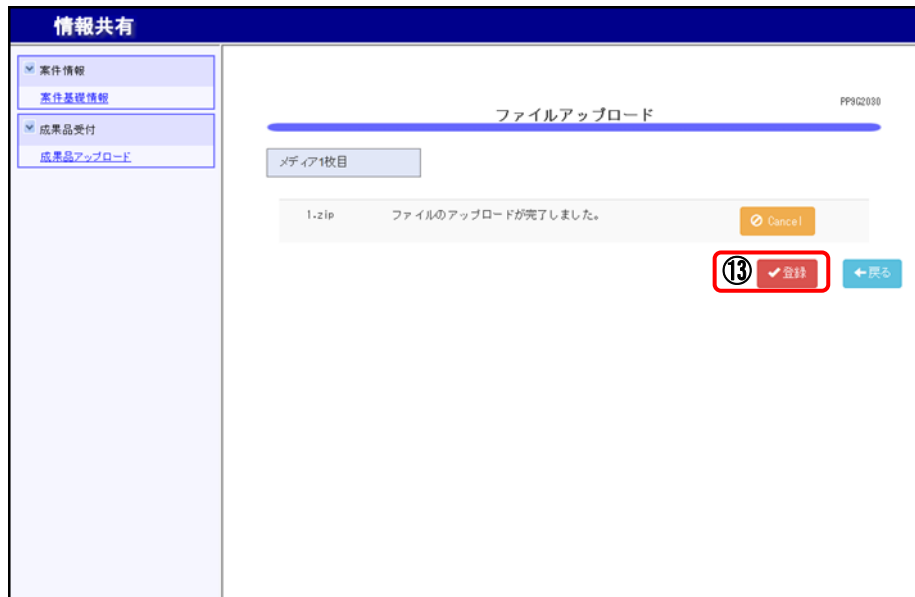 情報共有
案件情報
案件基礎情報
成果品受付
成果品アップロード
PP9G2030
ファイルアップロード
メディア1枚目
1.zip ファイルのアップロードが完了しました。 Cancel
⑬ 登録 戻る